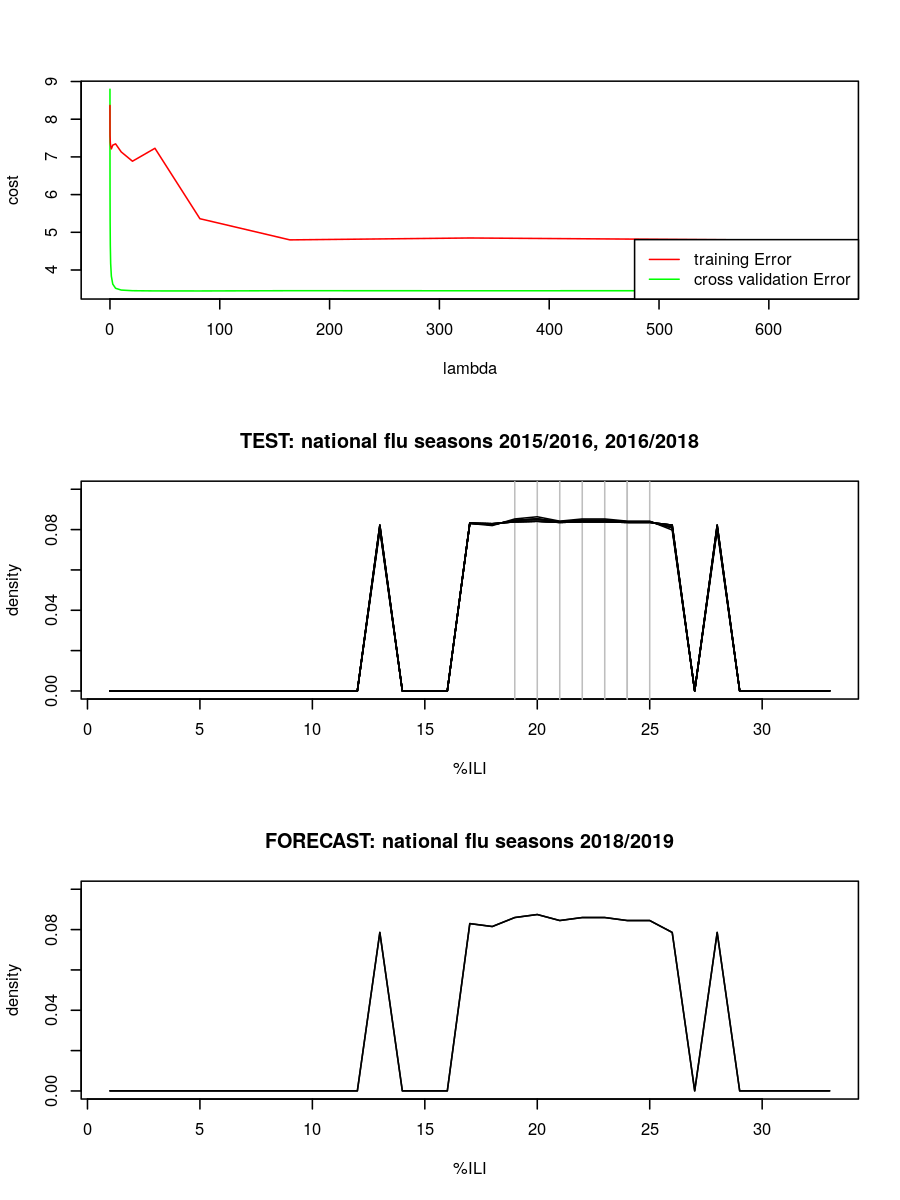 cost
4 5 6 7 8 9
0 100 200 300 400 500 600
lambda
training Error
cross validation Error
TEST: national flu seasons 2015/2016, 2016/2018
density
0.00 0.04 0.08
0 5 10 15 20 25 30
%ILI
FORECAST: national flu seasons 2018/2019
density
0.00 0.04 0.08
0 5 10 15 20 25 30
%ILI